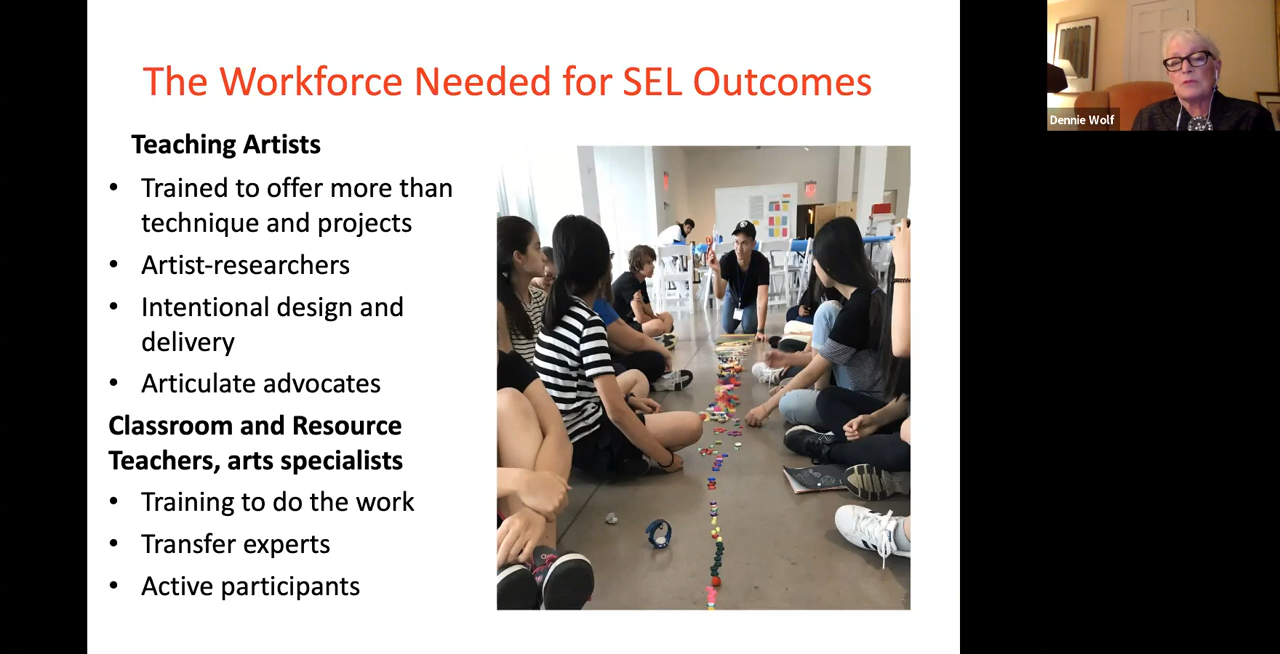 The Workforce Needed for SEL Outcomes
Teaching Artists
• Trained to offer more than
technique and projects
• Artist-researchers
• Intentional design and
delivery
• Articulate advocates
Classroom and Resource
Teachers, arts specialists
• Training to do the work
• Transfer experts
• Active participants
Dennie Wolf